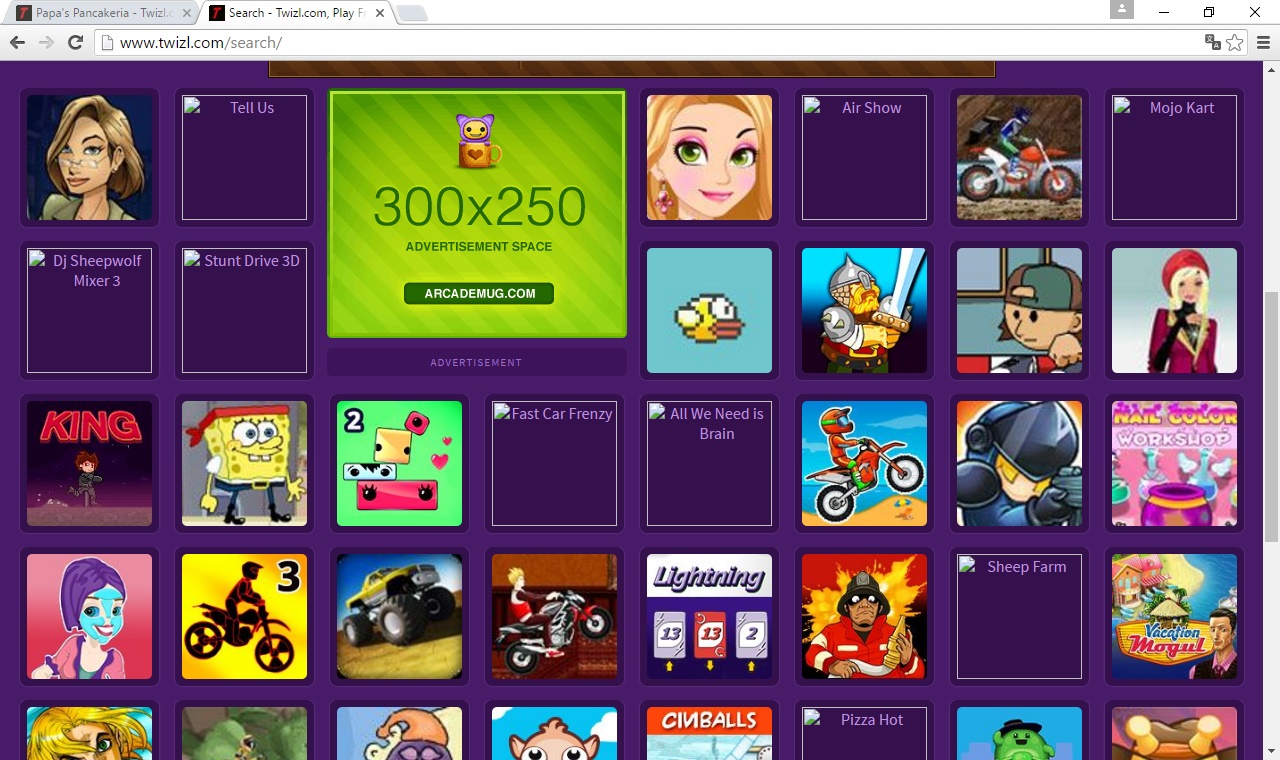 Papa's Pancakeria - Twizl.c
Search - Twizl.com, Play F
www.twizl.com/search/
Tell Us
300x250
ADVERTISEMENT SPACE
ARCADEMUG.COM
ADVERTISEMENT
Air Show
Mojo Kart
Dj Sheepwolf
Mixer 3
Stunt Drive 3D
KING
2
Fast Car Frenzy
All We Need is
Brain
NAIL COLOR
WORKSHOP
3
Lightning
13
13
2
Sheep Farm
Vacation
Mogul
CINBALLS
Pizza Hot